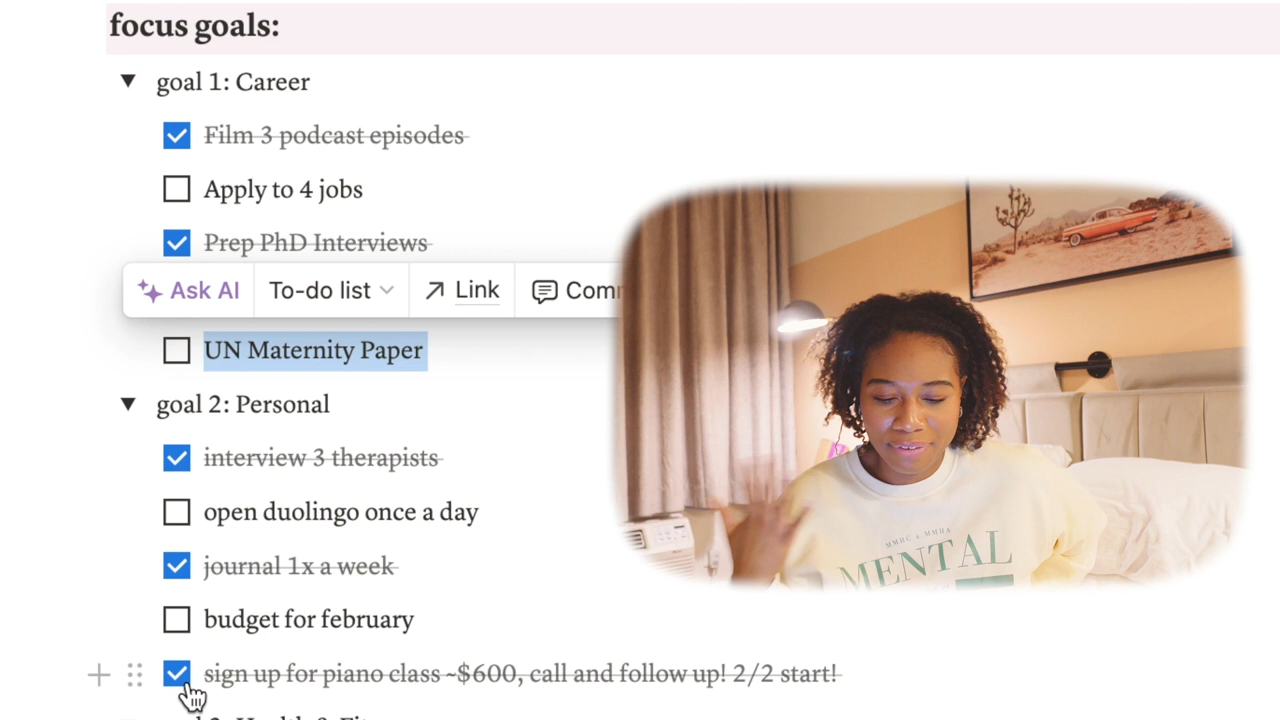 focus goals:
goal 1: Career
Film 3 podcast episodes
Apply to 4 jobs
Prep PhD Interviews
Ask AI To-do list Link
UN Maternity Paper
goal 2: Personal
interview 3 therapists
open duolingo once a day
journal 1x a week
budget for february
sign up for piano class ~$600, call and follow up! 2/2 start!
MMHC & MMHA
MENTAL